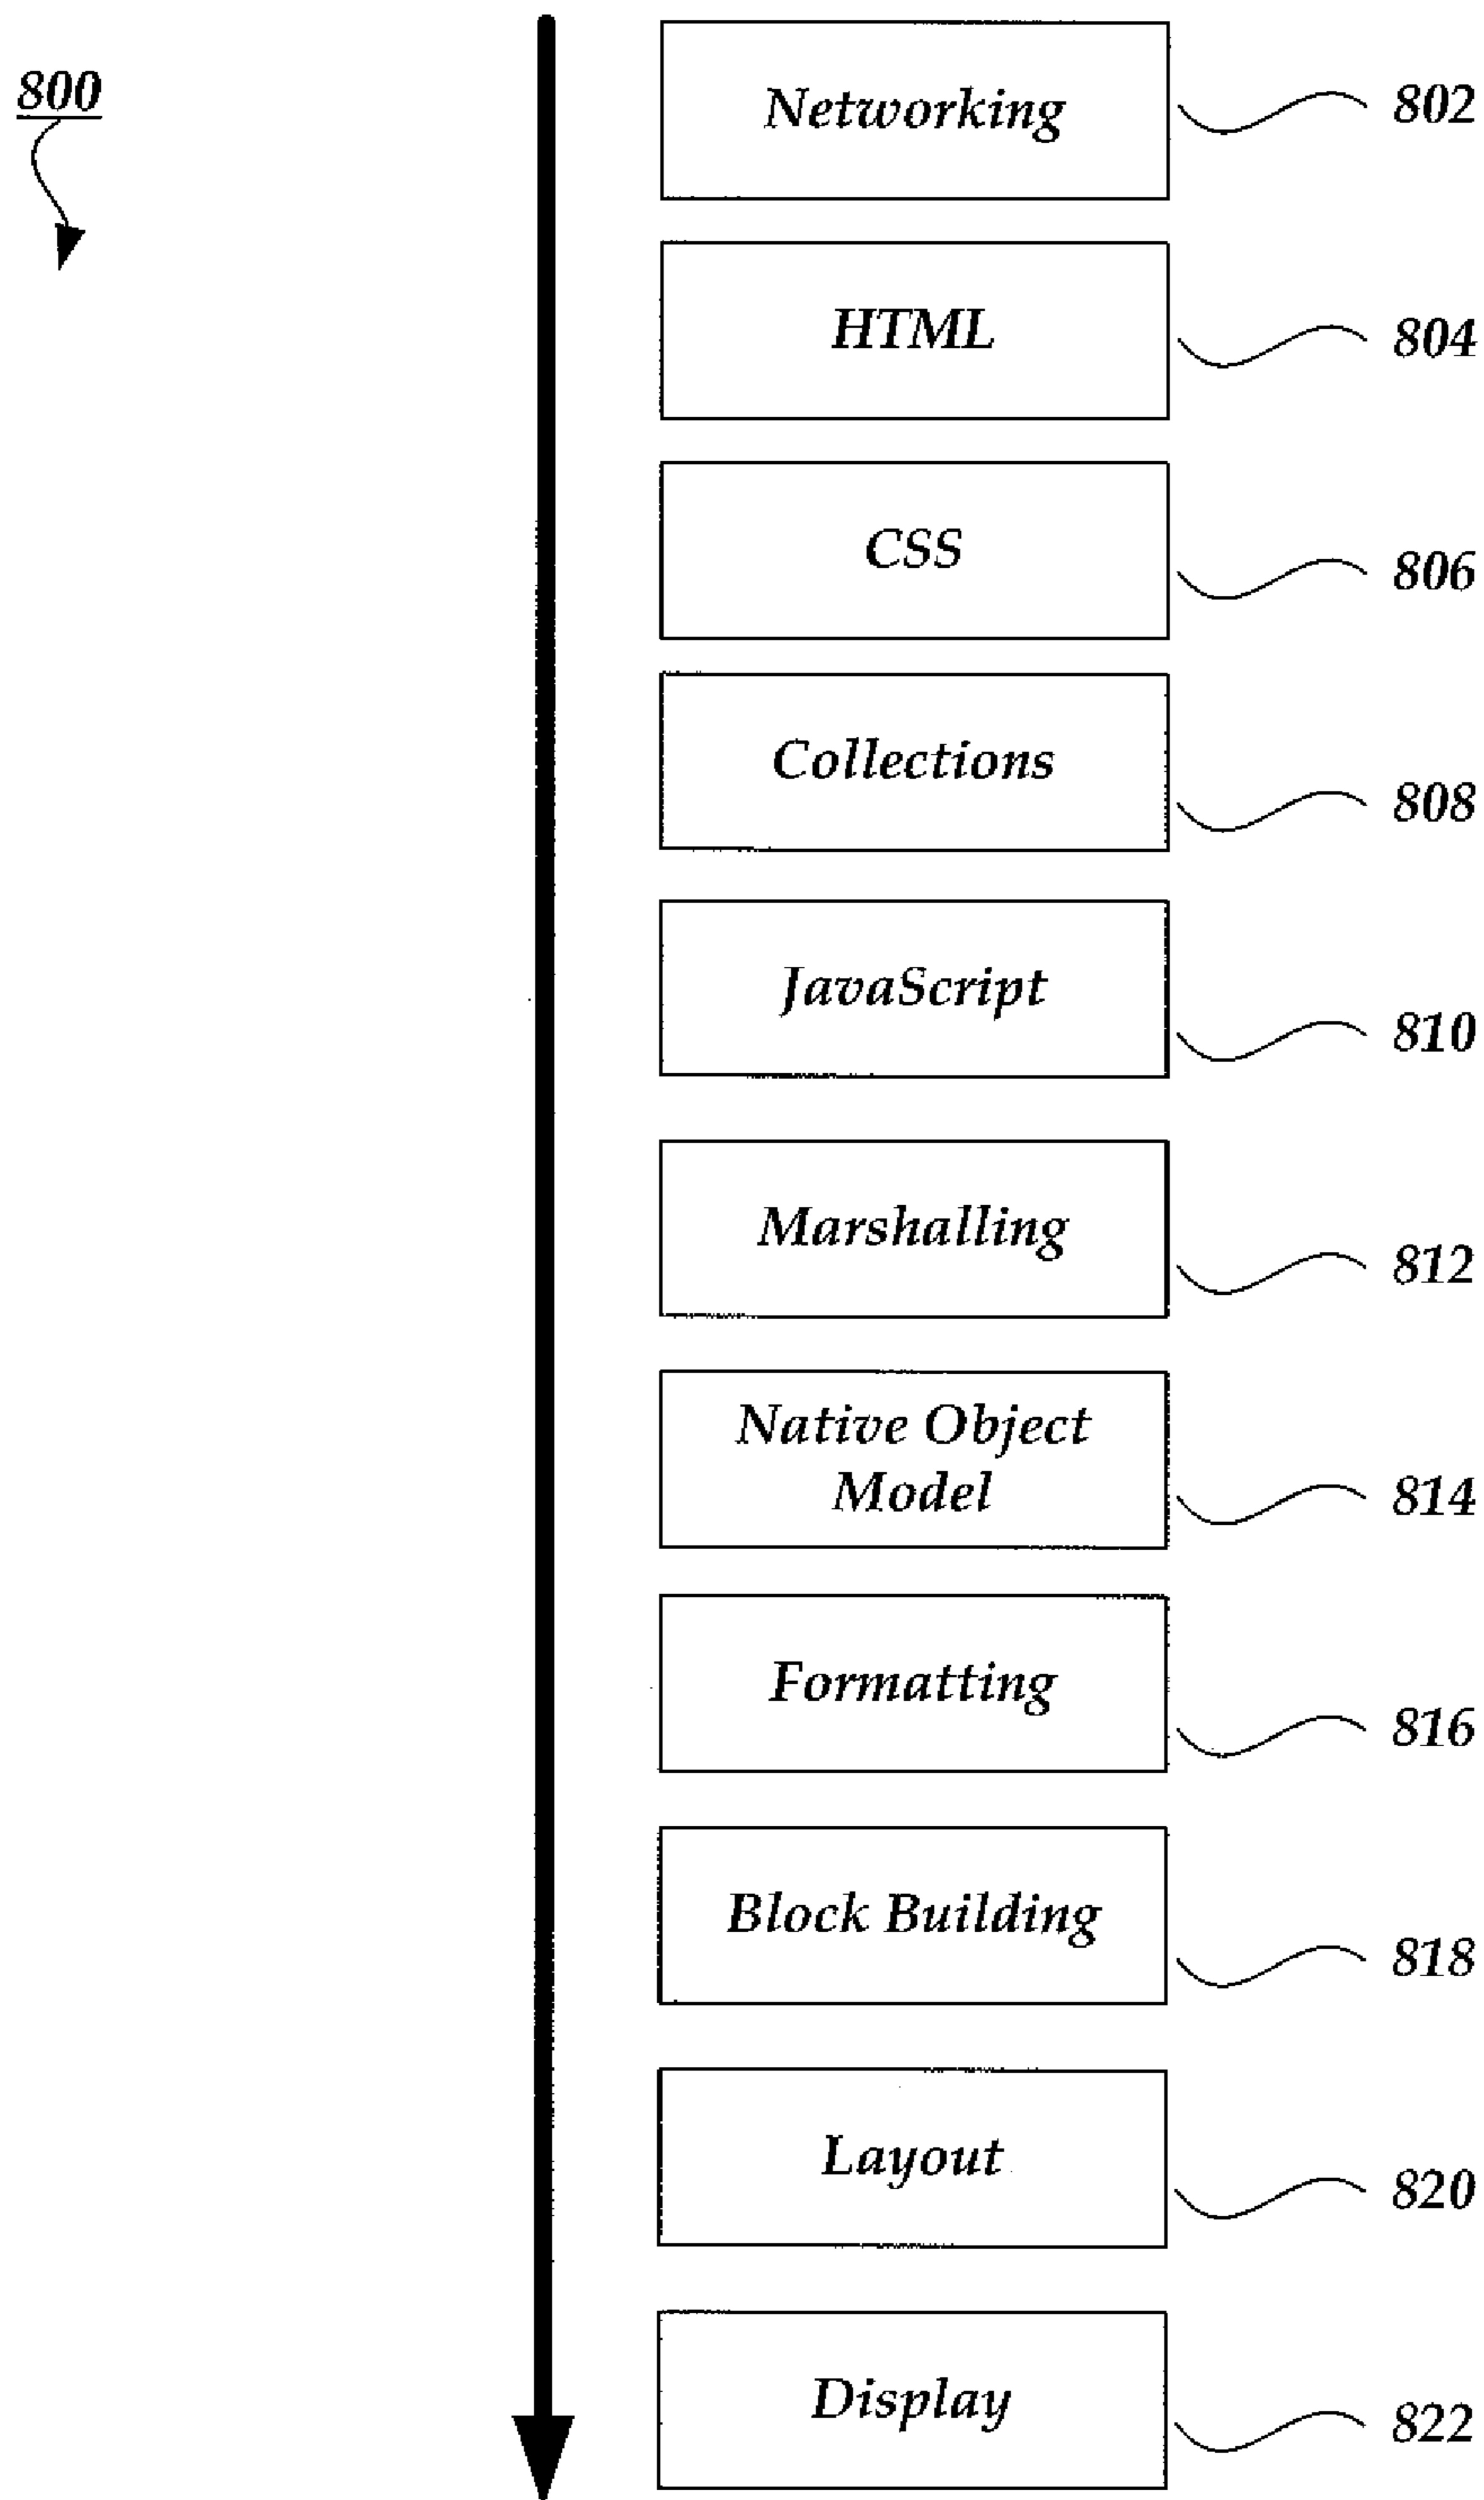 800
Networking
802
HTML
804
CSS
806
Collections
808
JavaScript
810
Marshalling
812
Native Object
Model
814
Formatting
816
Block Building
818
Layout
820
Display
822